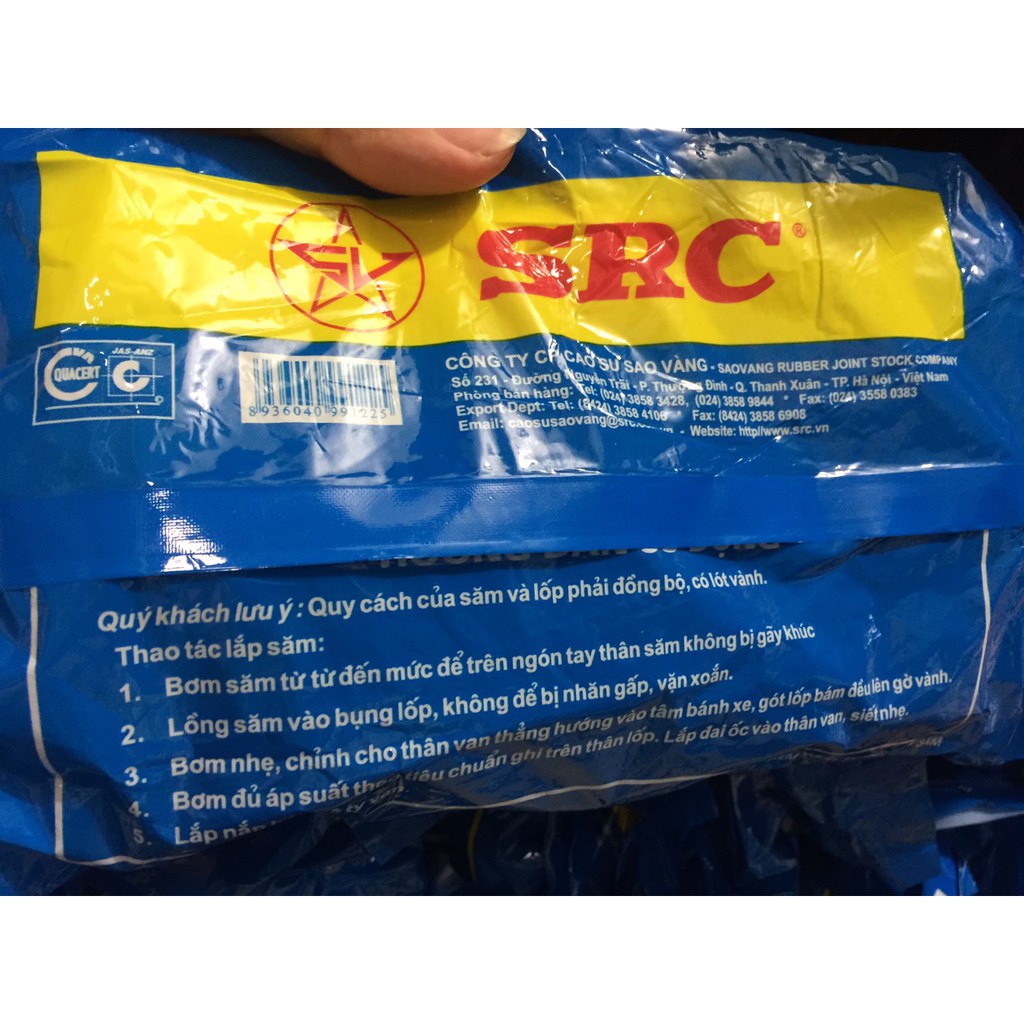 SRC®
QUACERT
JAS-ANZ
8936040 991225
CÔNG TY CP CAO SU SAO VÀNG - SAOVANG RUBBER JOINT STOCK COMPANY
Số 231 - Đường Nguyễn Trãi - P. Thượng Đình - Q. Thanh Xuân - TP. Hà Nội - Việt Nam
Phòng bán hàng: Tel: (024) 3858 3428, (024) 3858 9844 * Fax: (024) 3558 0383
Export Dept: Tel: (8424) 3858 4106 Fax: (8424) 3858 6908
Email: caosusaovang@src. - Website: http//www.src.vn
Quý khách lưu ý : Quy cách của săm và lốp phải đồng bộ, có lót vành.
Thao tác lắp săm:
1. Bơm săm từ từ đến mức để trên ngón tay thân săm không bị gãy khúc
2. Lồng săm vào bụng lốp, không để bị nhăn gấp, vặn xoắn.
3. Bơm nhẹ, chỉnh cho thân van thẳng hướng vào tâm bánh xe, gót lốp bám đều lên gờ vành.
4. Bơm đủ áp suất chuẩn ghi trên thân lốp. Lắp đai ốc vào thân van, siết nhẹ.
5. Lắp van.